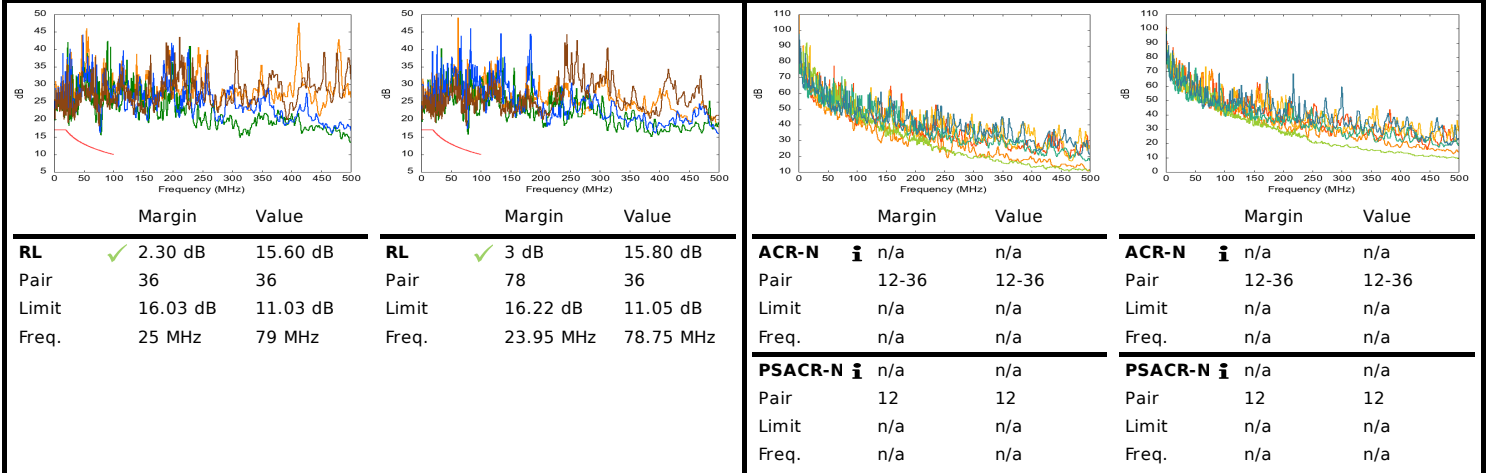 50
45
40
35
30
25
20
15
10
5
dB
0 50 100 150 200 250 300 350 400 450 500
Frequency (MHz)
Margin Value
RL ✓ 2.30 dB 15.60 dB
Pair 36 36
Limit 16.03 dB 11.03 dB
Freq. 25 MHz 79 MHz
50
45
40
35
30
25
20
15
10
5
dB
0 50 100 150 200 250 300 350 400 450 500
Frequency (MHz)
Margin Value
RL ✓ 3 dB 15.80 dB
Pair 78 36
Limit 16.22 dB 11.05 dB
Freq. 23.95 MHz 78.75 MHz
110
100
90
80
70
60
50
40
30
20
10
dB
0 50 100 150 200 250 300 350 400 450 500
Frequency (MHz)
Margin Value
ACR-N i n/a n/a
Pair 12-36 12-36
Limit n/a n/a
Freq. n/a n/a
PSACR-N i n/a n/a
Pair 12 12
Limit n/a n/a
Freq. n/a n/a
110
100
90
80
70
60
50
40
30
20
10
0
dB
0 50 100 150 200 250 300 350 400 450 500
Frequency (MHz)
Margin Value
ACR-N i n/a n/a
Pair 12-36 12-36
Limit n/a n/a
Freq. n/a n/a
PSACR-N i n/a n/a
Pair 12 12
Limit n/a n/a
Freq. n/a n/a